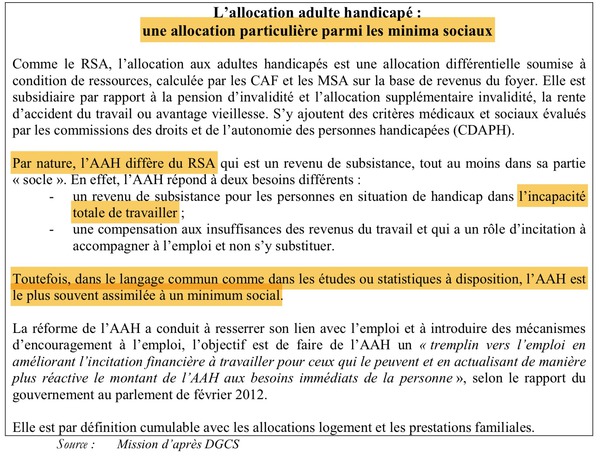 L’allocation adulte handicapé :
une allocation particulière parmi les minima sociaux
Comme le RSA, l’allocation aux adultes handicapés est une allocation différentielle soumise à
condition de ressources, calculée par les CAF et les MSA sur la base de revenus du foyer. Elle est
subsidiaire par rapport à la pension d’invalidité et l’allocation supplémentaire invalidité, la rente
d’accident du travail ou avantage vieillesse. S’y ajoutent des critères médicaux et sociaux évalués
par les commissions des droits et de l’autonomie des personnes handicapées (CDAPH).
Par nature, l’AAH diffère du RSA qui est un revenu de subsistance, tout au moins dans sa partie
« socle ». En effet, l’AAH répond à deux besoins différents :
- un revenu de subsistance pour les personnes en situation de handicap dans l’incapacité
totale de travailler ;
- une compensation aux insuffisances des revenus du travail et qui a un rôle d’incitation à
accompagner à l’emploi et non s’y substituer.
Toutefois, dans le langage commun comme dans les études ou statistiques à disposition, l’AAH est
le plus souvent assimilée à un minimum social.
La réforme de l’AAH a conduit à resserrer son lien avec l’emploi et à introduire des mécanismes
d’encouragement à l’emploi, l’objectif est de faire de l’AAH un « tremplin vers l’emploi en
améliorant l’incitation financière à travailler pour ceux qui le peuvent et en actualisant de manière
plus réactive le montant de l’AAH aux besoins immédiats de la personne », selon le rapport du
gouvernement au parlement de février 2012.
Elle est par définition cumulable avec les allocations logement et les prestations familiales.
Source : Mission d’après DGCS